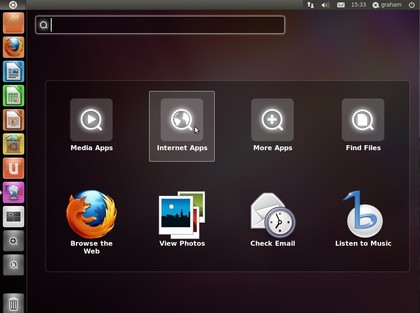 15:33 graham
Media Apps
Internet Apps
More Apps
Find Files
Browse the
Web
View Photos
Check Email
Listen to Music